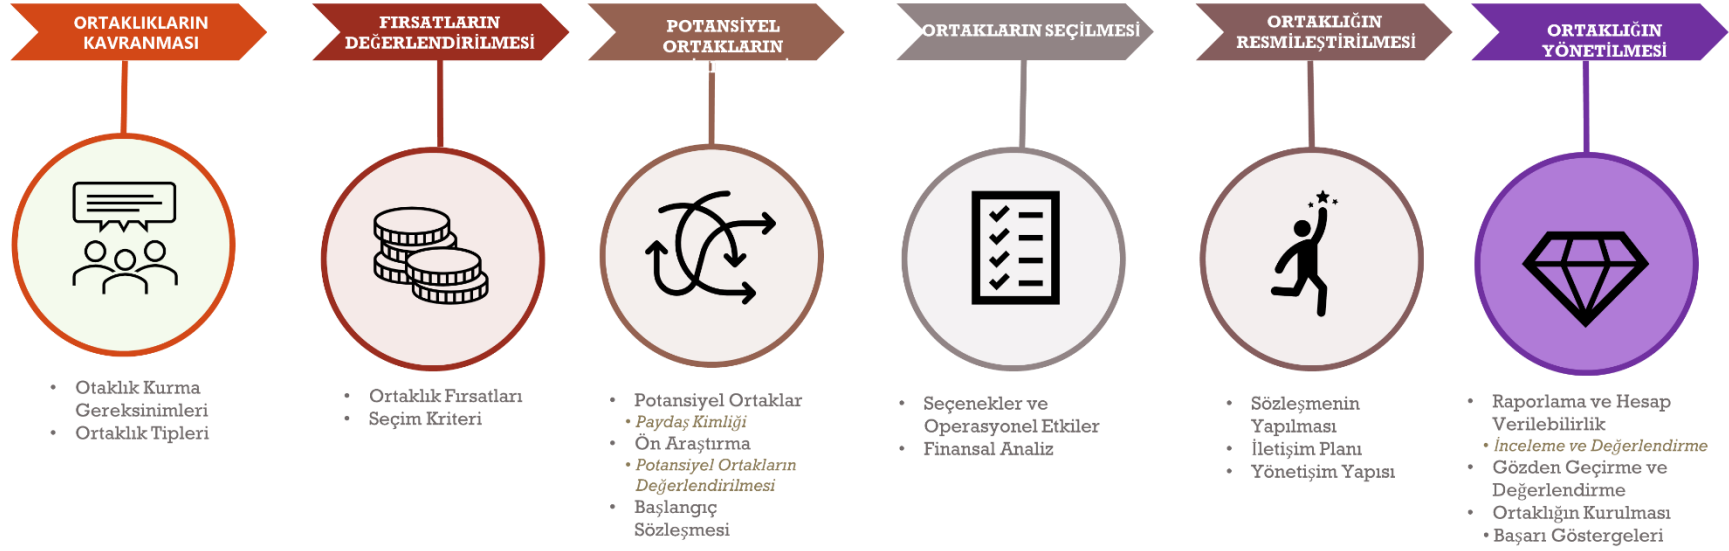 ORTAKLIKLARIN
KAVRANMASI
• Otaklık Kurma
Gereksinimleri
• Ortaklık Tipleri
FIRSATLARIN
DEĞERLENDİRİLMESİ
• Ortaklık Fırsatları
• Seçim Kriteri
POTANSİYEL
ORTAKLARIN
• Potansiyel Ortaklar
• Paydaş Kimliği
• Ön Araştırma
• Potansiyel Ortakların
Değerlendirilmesi
• Başlangıç
Sözleşmesi
ORTAKLARIN SEÇİLMESİ
• Seçenekler ve
Operasyonel Etkiler
• Finansal Analiz
ORTAKLIĞIN
RESMİLEŞTİRİLMESİ
• Sözleşmenin
Yapılması
• İletişim Planı
• Yönetişim Yapısı
ORTAKLIĞIN
YÖNETİLMESİ
• Raporlama ve Hesap
Verilebilirlik
• İnceleme ve Değerlendirme
• Gözden Geçirme ve
Değerlendirme
• Ortaklığın Kurulması
• Başarı Göstergeleri